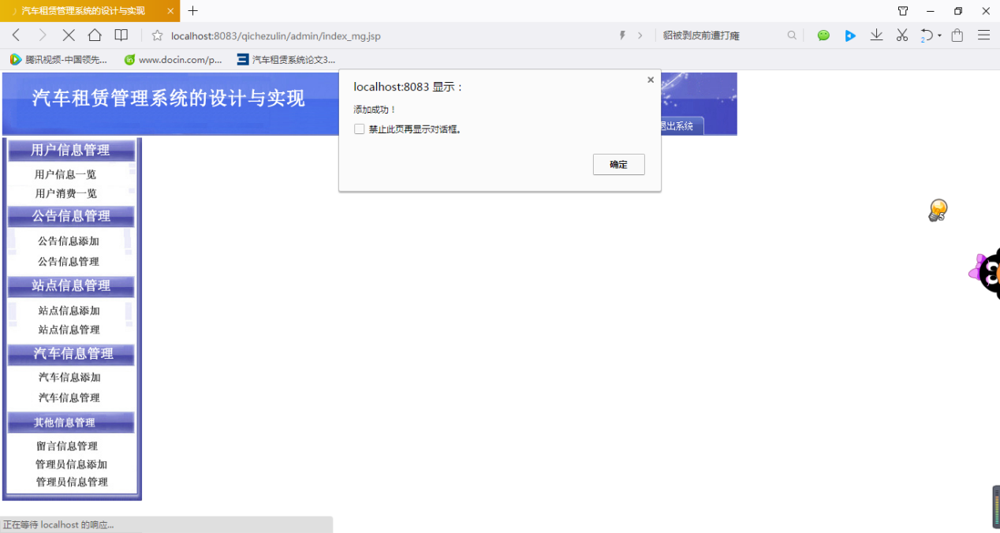 汽车租赁管理系统的设计与实现
localhost:8083/qichezulin/admin/index_mg.jsp
貂被剥皮前遭打瘫
2
腾讯视频-中国领先...
www.docin.com/p...
汽车租赁系统论文3...
汽车租赁管理系统的设计与实现
localhost:8083 显示：
添加成功！
禁止此页再显示对话框。
确定
退出系统
用户信息管理
用户信息一览
用户消费一览
公告信息管理
公告信息添加
公告信息管理
站点信息管理
站点信息添加
站点信息管理
汽车信息管理
汽车信息添加
汽车信息管理
其他信息管理
留言信息管理
管理员信息添加
管理员信息管理
正在等待 localhost 的响应...